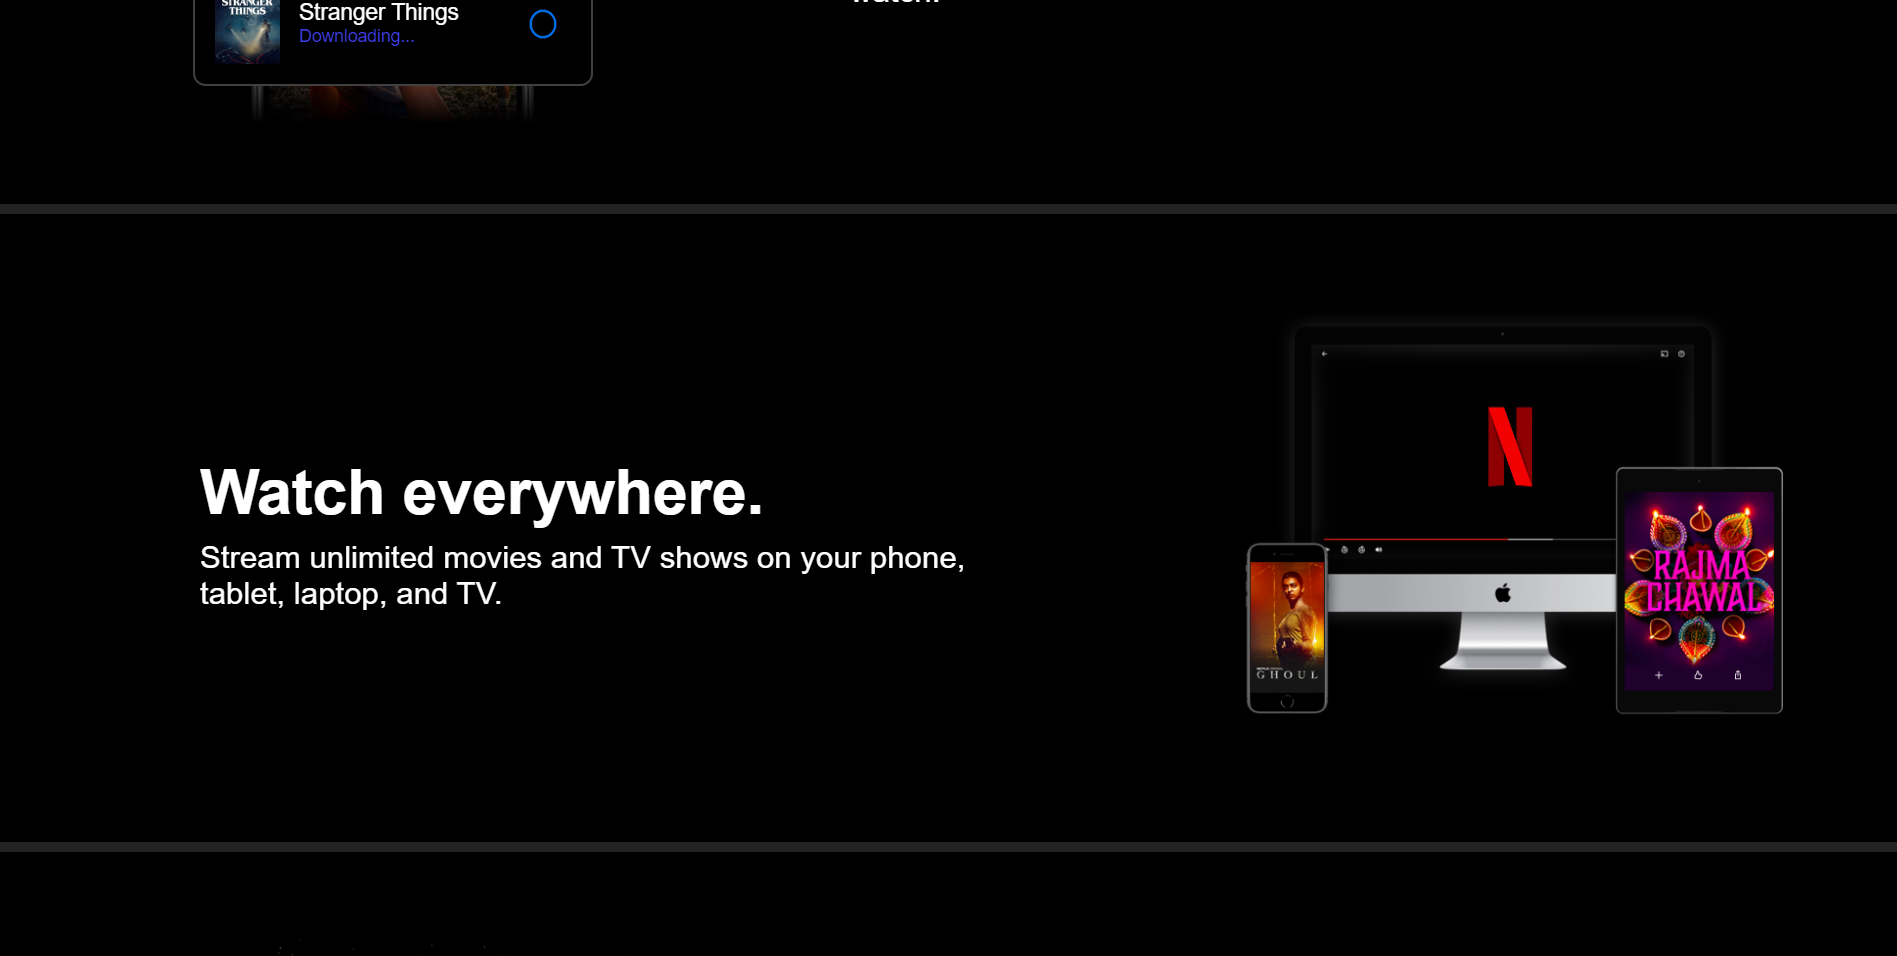 STRANGER
THINGS
Stranger Things
Downloading...
Watch everywhere.
Stream unlimited movies and TV shows on your phone,
tablet, laptop, and TV.
N
RAJMA
CHAWAL
GHOUL